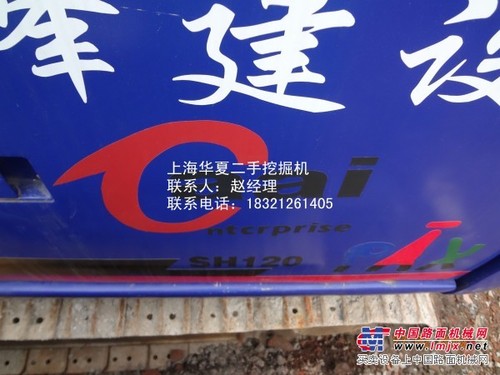 建设
上海华夏二手挖掘机
联系人：赵经理
联系电话：18321261405
ntcrprise
SH120
中国路面机械网
www.lmjx.net
买卖设备上中国路面机械网